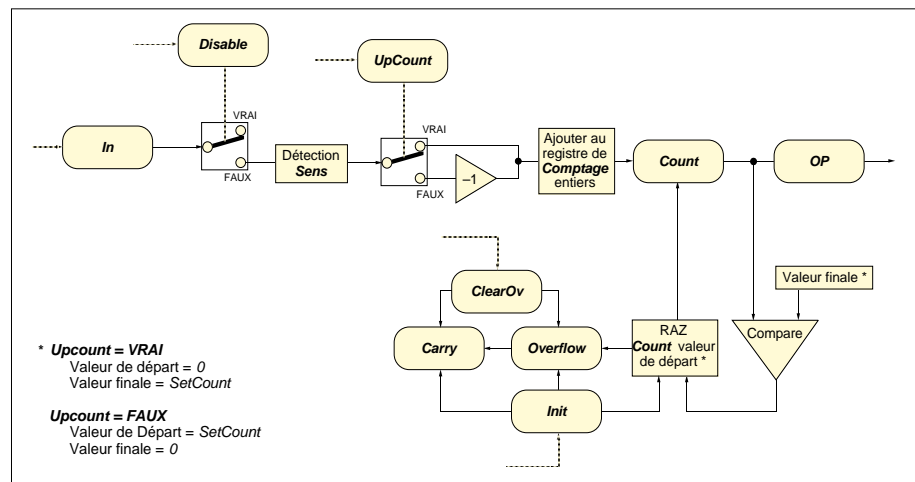 Disable
UpCount
VRAI
VRAI
In
Détection
Sens
–1
Ajouter au
registre de
Comptage
entiers
Count
OP
FAUX
FAUX
ClearOv
Valeur finale *
Carry
Overflow
RAZ
Count valeur
de départ *
Compare
Init
* Upcount = VRAI
Valeur de départ = 0
Valeur finale = SetCount
Upcount = FAUX
Valeur de Départ = SetCount
Valeur finale = 0